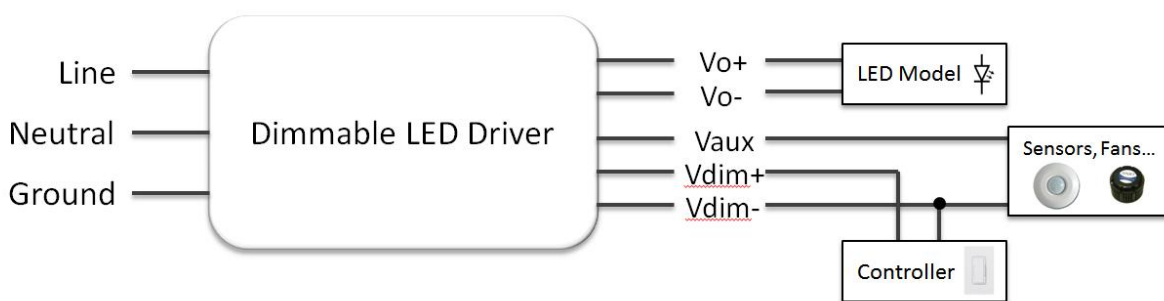 Line
Neutral
Ground
Dimmable LED Driver
Vo+
Vo-
Vaux
Vdim+
Vdim-
LED Model
Sensors, Fans...
Controller